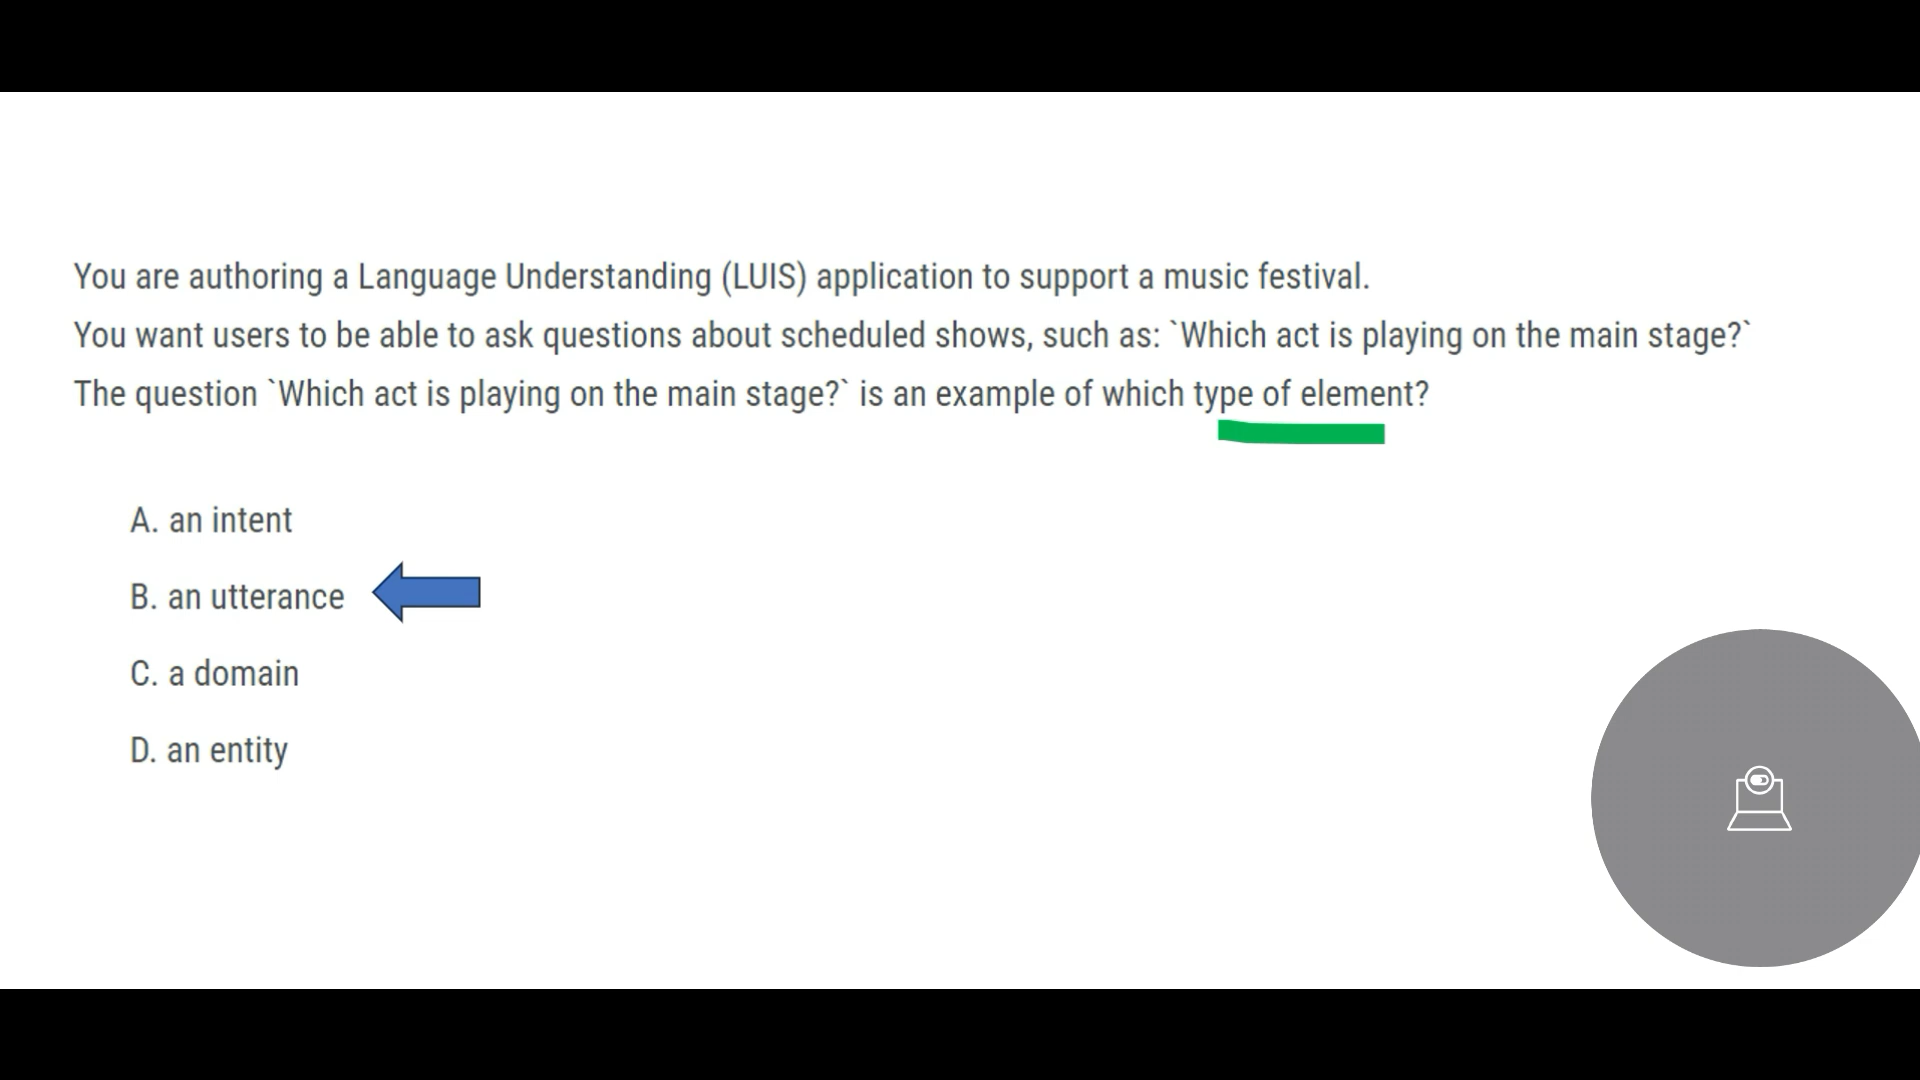 You are authoring a Language Understanding (LUIS) application to support a music festival.
You want users to be able to ask questions about scheduled shows, such as: `Which act is playing on the main stage?`
The question `Which act is playing on the main stage?` is an example of which type of element?
A. an intent
B. an utterance
C. a domain
D. an entity